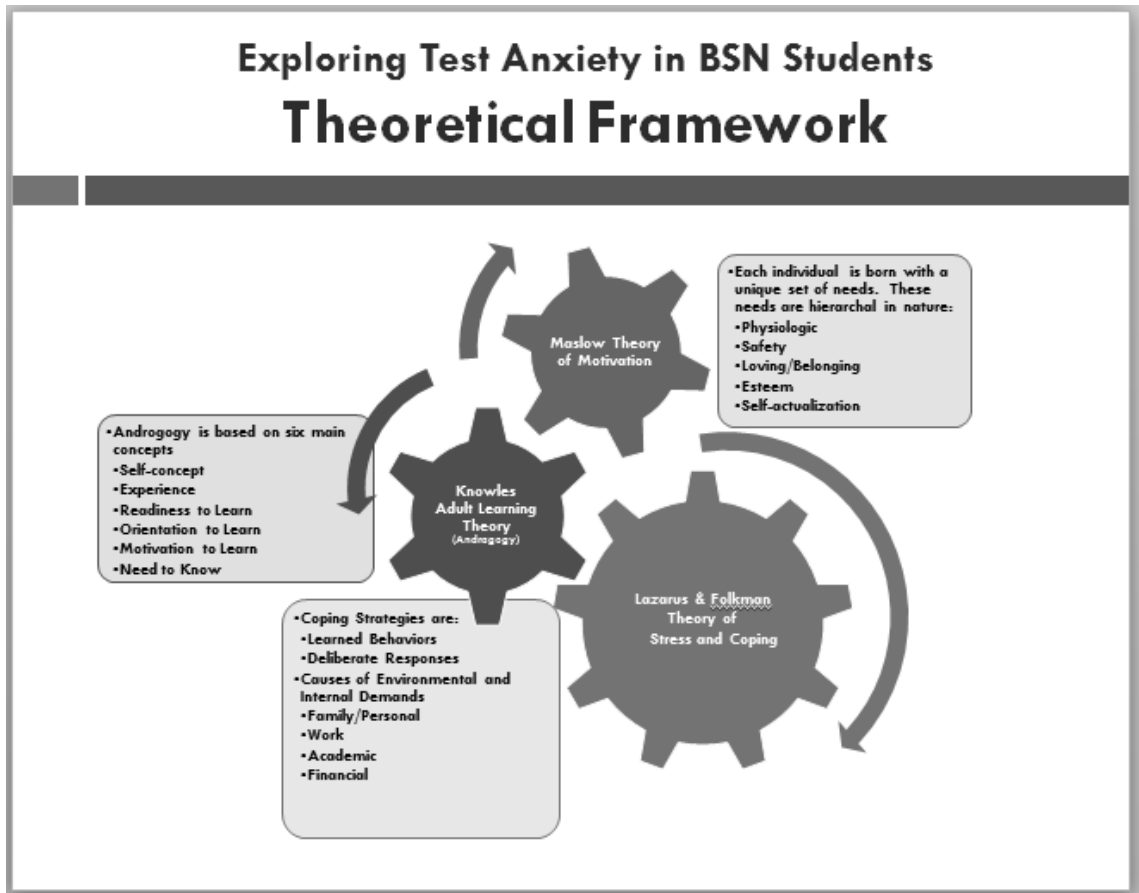 Exploring Test Anxiety in BSN Students
Theoretical Framework
Maslow Theory
of Motivation
•Each individual is born with a
unique set of needs. These
needs are hierarchal in nature:
•Physiologic
•Safety
•Loving/Belonging
•Esteem
•Self-actualization
•Androgogy is based on six main
concepts
•Self-concept
•Experience
•Readiness to Learn
•Orientation to Learn
•Motivation to Learn
•Need to Know
Knowles
Adult Learning
Theory
(Andragogy)
Lazarus & Folkman
Theory of
Stress and Coping
•Coping Strategies are:
•Learned Behaviors
•Deliberate Responses
•Causes of Environmental and
Internal Demands
•Family/Personal
•Work
•Academic
•Financial